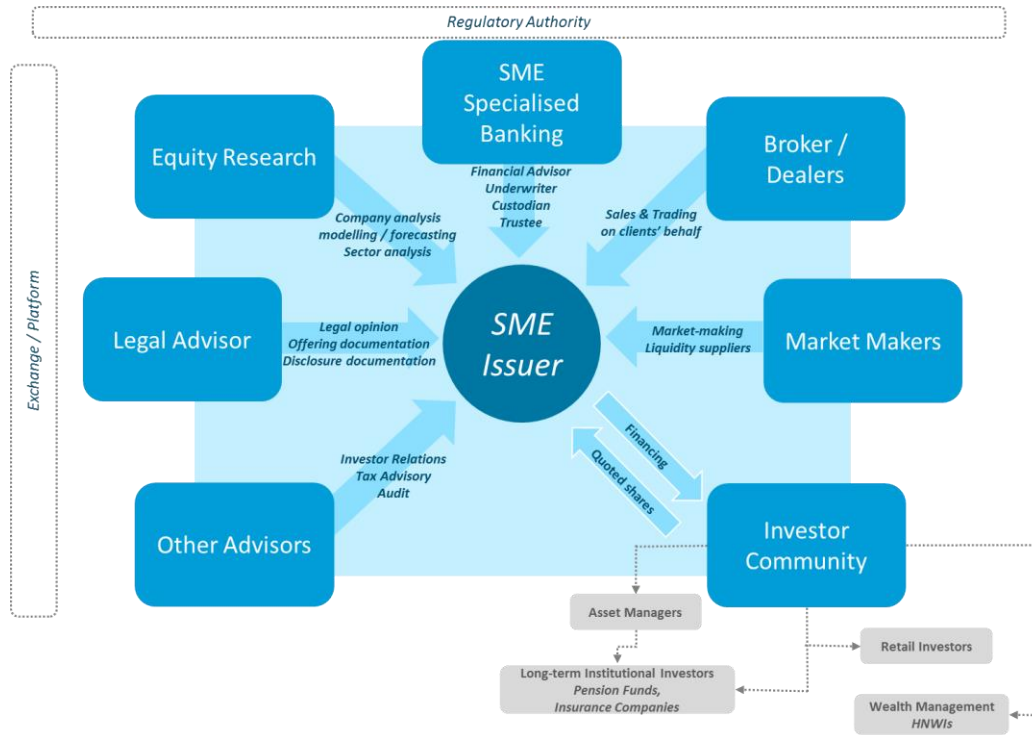 Regulatory Authority
Exchange / Platform
SME
Specialised
Banking
Equity Research
Broker /
Dealers
Financial Advisor
Underwriter
Custodian
Trustee
Company analysis
modelling / forecasting
Sector analysis
Sales & Trading
on clients' behalf
Legal Advisor
Legal opinion
Offering documentation
Disclosure documentation
SME
Issuer
Market-making
Liquidity suppliers
Market Makers
Investor Relations
Tax Advisory
Audit
Financing
Quoted shares
Other Advisors
Investor
Community
Asset Managers
Retail Investors
Long-term Institutional Investors
Pension Funds,
Insurance Companies
Wealth Management
HNWIs